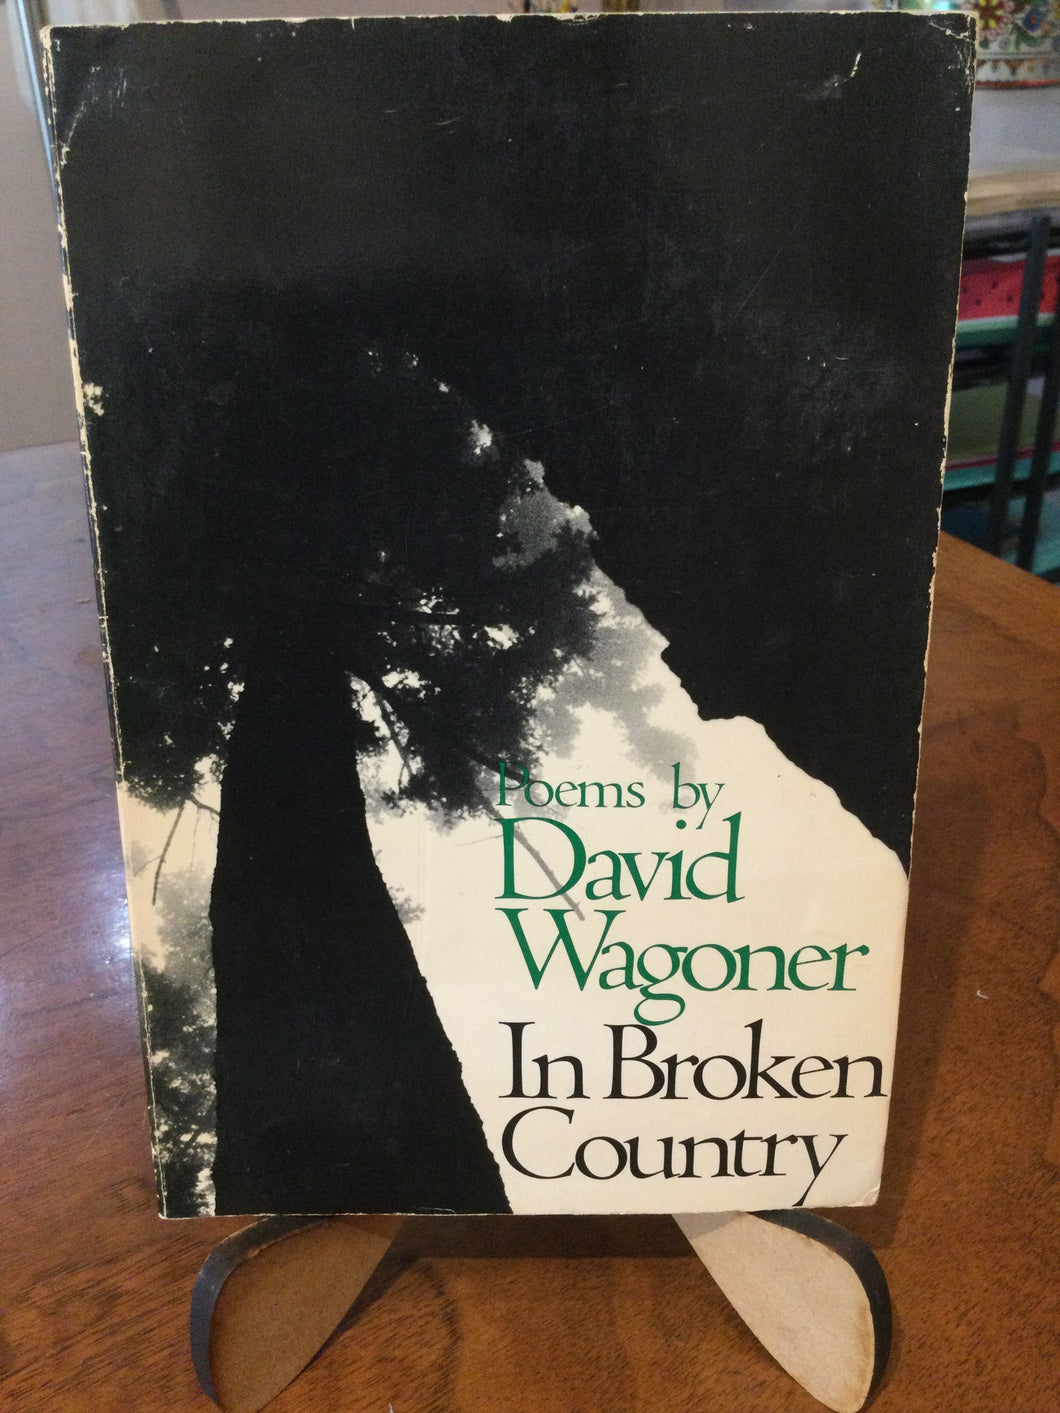 Poems by
David
Wagoner
In Broken
Country